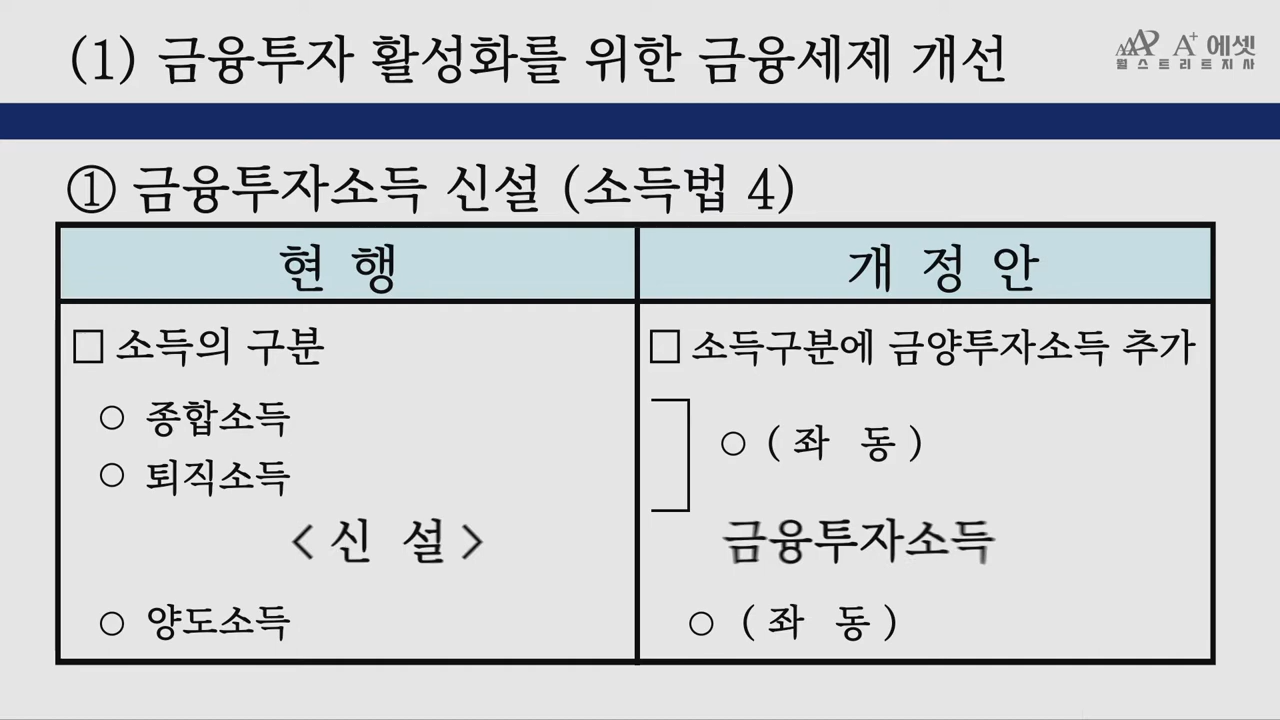 (1) 금융투자 활성화를 위한 금융세제 개선
A⁺에셋
월스트리트지사
① 금융투자소득 신설 (소득법 4)
현 행
개 정 안
□ 소득의 구분
□ 소득구분에 금양투자소득 추가
○ 종합소득
○ (좌 동)
○ 퇴직소득
<신 설>
금융투자소득
○ 양도소득
○ (좌 동)